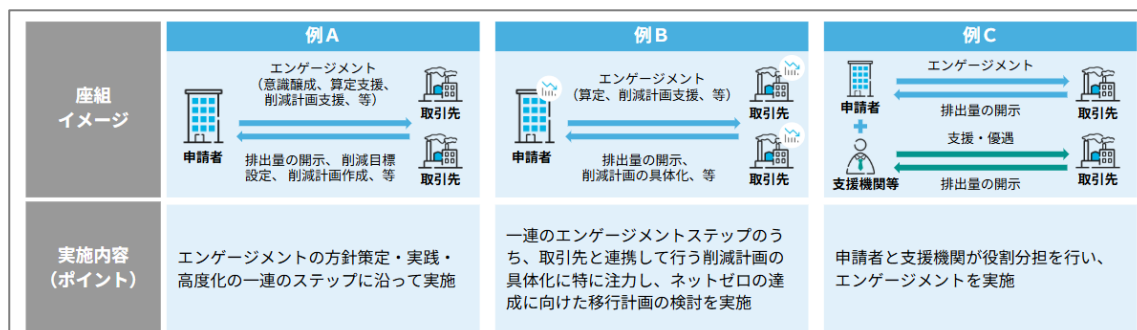 座組
イメージ
例A
エンゲージメント
（意識醸成、算定支援、
削減計画支援、等）
申請者
取引先
取引先
排出量の開示、 削減目標
設定、 削減計画作成、等
例B
エンゲージメント
（算定、削減計画支援、等）
申請者
取引先
取引先
排出量の開示、
削減計画の具体化、等
例C
エンゲージメント
申請者
取引先
排出量の開示
支援・優遇
支援機関等
取引先
排出量の開示
実施内容
（ポイント）
エンゲージメントの方針策定・実践・
高度化の一連のステップに沿って実施
一連のエンゲージメントステップのう
ち、取引先と連携して行う削減計画の
具体化に特に注力し、ネットゼロの達
成に向けた移行計画の検討を実施
申請者と支援機関が役割分担を行い、
エンゲージメントを実施